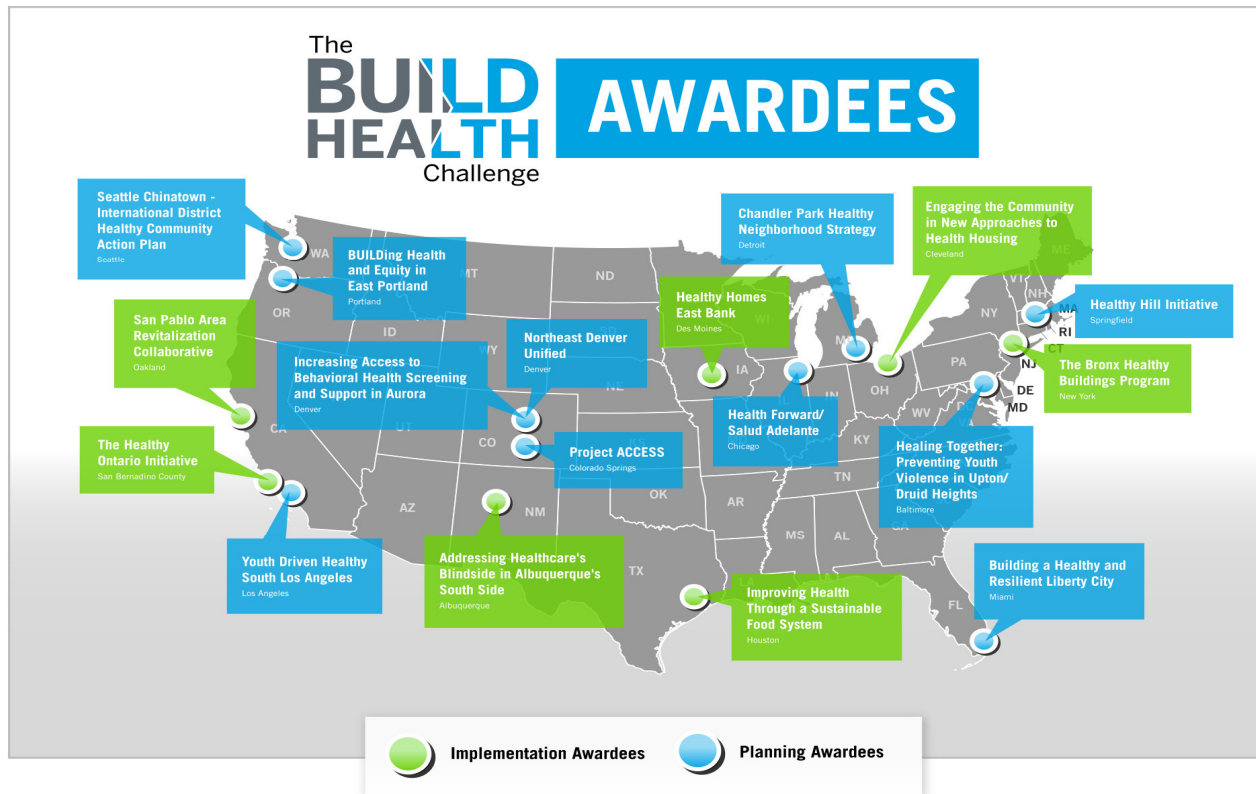 The
BUILD
HEALTH
Challenge
AWARDEES
Seattle Chinatown -
International District
Healthy Community
Action Plan
Seattle
BUILDing Health
and Equity in
East Portland
Portland
San Pablo Area
Revitalization
Collaborative
Oakland
Increasing Access to
Behavioral Health Screening
and Support in Aurora
Denver
Northeast Denver
Unified
Denver
The Healthy
Ontario Initiative
San Bernadino County
Project ACCESS
Colorado Springs
Youth Driven Healthy
South Los Angeles
Los Angeles
Addressing Healthcare's
Blindside in Albuquerque's
South Side
Albuquerque
Healthy Homes
East Bank
Des Moines
Chandler Park Healthy
Neighborhood Strategy
Detroit
Engaging the Community
in New Approaches to
Health Housing
Cleveland
Healthy Hill Initiative
Springfield
The Bronx Healthy
Buildings Program
New York
Health Forward/
Salud Adelante
Chicago
Healing Together:
Preventing Youth
Violence in Upton/
Druid Heights
Baltimore
Improving Health
Through a Sustainable
Food System
Houston
Building a Healthy and
Resilient Liberty City
Miami
WA
OR
ID
MT
ND
SD
WY
NE
UT
CO
KS
CA
AZ
NM
OK
TX
AR
LA
MS
AL
GA
FL
TN
KY
WV
VA
IA
WI
IL
IN
OH
PA
NY
VT
NH
ME
MA
RI
CT
NJ
DE
MD
Implementation Awardees
Planning Awardees